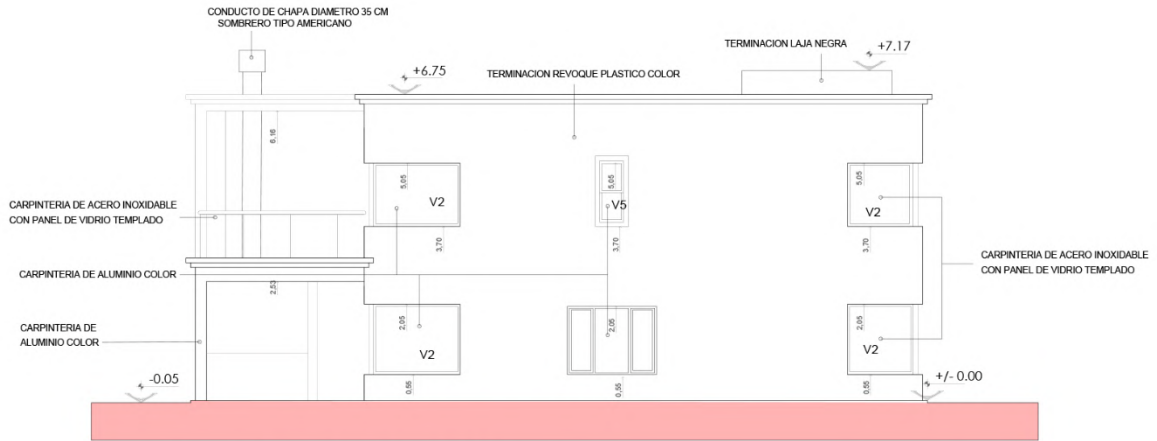 CONDUCTO DE CHAPA DIAMETRO 35 CM
SOMBRERO TIPO AMERICANO
TERMINACION LAJA NEGRA
+7.17
+6.75
TERMINACION REVOQUE PLASTICO COLOR
6,16
5,05
5,05
5,05
V2
V5
V2
CARPINTERIA DE ACERO INOXIDABLE
CON PANEL DE VIDRIO TEMPLADO
3,70
3,70
3,70
CARPINTERIA DE ACERO INOXIDABLE
CON PANEL DE VIDRIO TEMPLADO
CARPINTERIA DE ALUMINIO COLOR
2,53
2,05
2,05
2,05
CARPINTERIA DE
ALUMINIO COLOR
V2
V2
-0.05
0,55
0,55
0,55
+/- 0.00